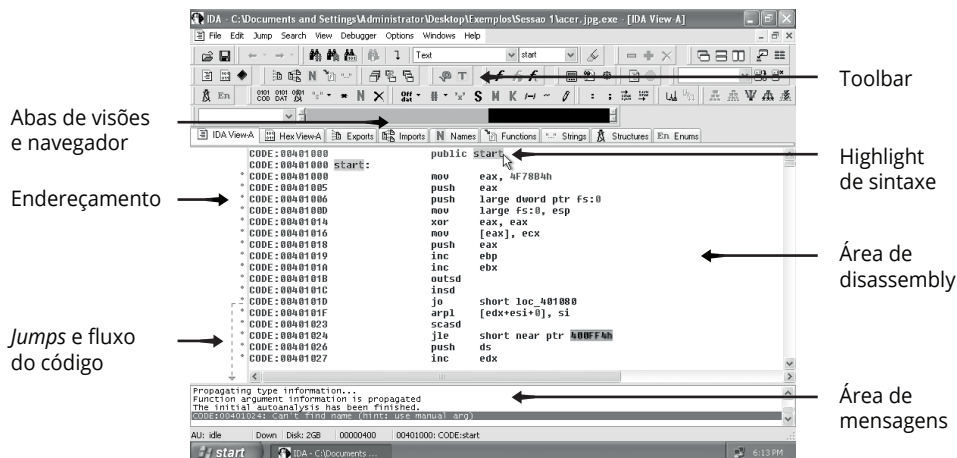 IDA - C:\Documents and Settings\Administrator\Desktop\Exemplos\Sessao 1\acer.jpg.exe - [IDA View-A]
File Edit Jump Search View Debugger Options Windows Help
Text
start
En
Toolbar
Abas de visões
e navegador
IDA View-A Hex View-A Exports Imports N Names Functions Strings Structures En Enums
Highlight
de sintaxe
Endereçamento
Área de
disassembly
Jumps e fluxo
do código
CODE:00401000 public start
CODE:00401000 start:
CODE:00401000 mov eax, 4F78B4h
CODE:00401005 push eax
CODE:00401006 push large dword ptr fs:0
CODE:0040100D mov large fs:0, esp
CODE:00401014 xor eax, eax
CODE:00401016 mov [eax], ecx
CODE:00401018 push eax
CODE:00401019 inc ebp
CODE:0040101A inc ebx
CODE:0040101B outsd
CODE:0040101C insd
CODE:0040101D jo short loc_401080
CODE:0040101F arpl [edx+esi+0], si
CODE:00401023 scasd
CODE:00401024 jle short near ptr 400FF4h
CODE:00401026 push ds
CODE:00401027 inc edx
Propagating type information...
Function argument information is propagated
The initial autoanalysis has been finished.
CODE:00401024: Can't find name (hint: use manual arg)
Área de
mensagens
AU: idle Down Disk: 2GB 00000400 00401000: CODE:start
start IDA - C:\Documents ... 6:13 PM